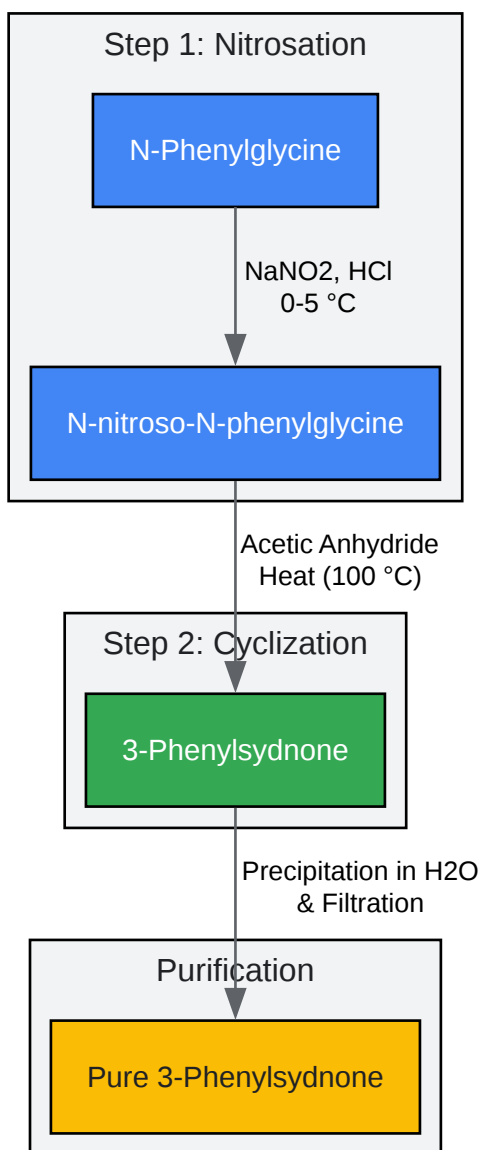 Step 1: Nitrosation
N-Phenylglycine
NaNO2, HCl
0-5 °C
N-nitroso-N-phenylglycine
Acetic Anhydride
Heat (100 °C)
Step 2: Cyclization
3-Phenylsydnone
Precipitation in H2O
& Filtration
Purification
Pure 3-Phenylsydnone